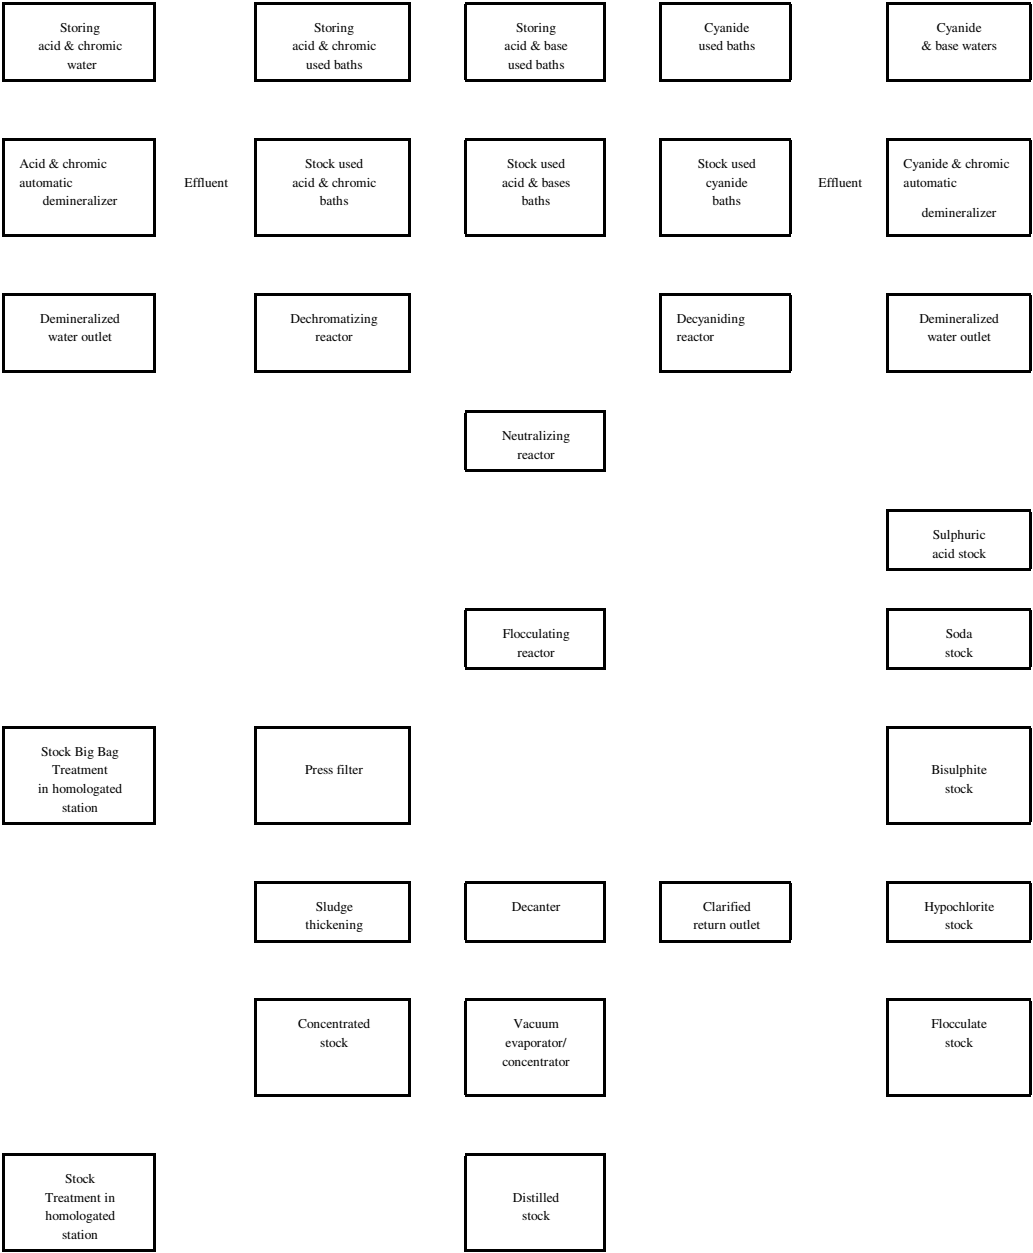 Storing
acid & chromic
water
Storing
acid & chromic
used baths
Storing
acid & base
used baths
Cyanide
used baths
Cyanide
& base waters
Acid & chromic
automatic
demineralizer
Effluent
Stock used
acid & chromic
baths
Stock used
acid & bases
baths
Stock used
cyanide
baths
Effluent
Cyanide & chromic
automatic
demineralizer
Demineralized
water outlet
Dechromatizing
reactor
Decyaniding
reactor
Demineralized
water outlet
Neutralizing
reactor
Sulphuric
acid stock
Flocculating
reactor
Soda
stock
Stock Big Bag
Treatment
in homologated
station
Press filter
Bisulphite
stock
Sludge
thickening
Decanter
Clarified
return outlet
Hypochlorite
stock
Concentrated
stock
Vacuum
evaporator/
concentrator
Flocculate
stock
Stock
Treatment in
homologated
station
Distilled
stock